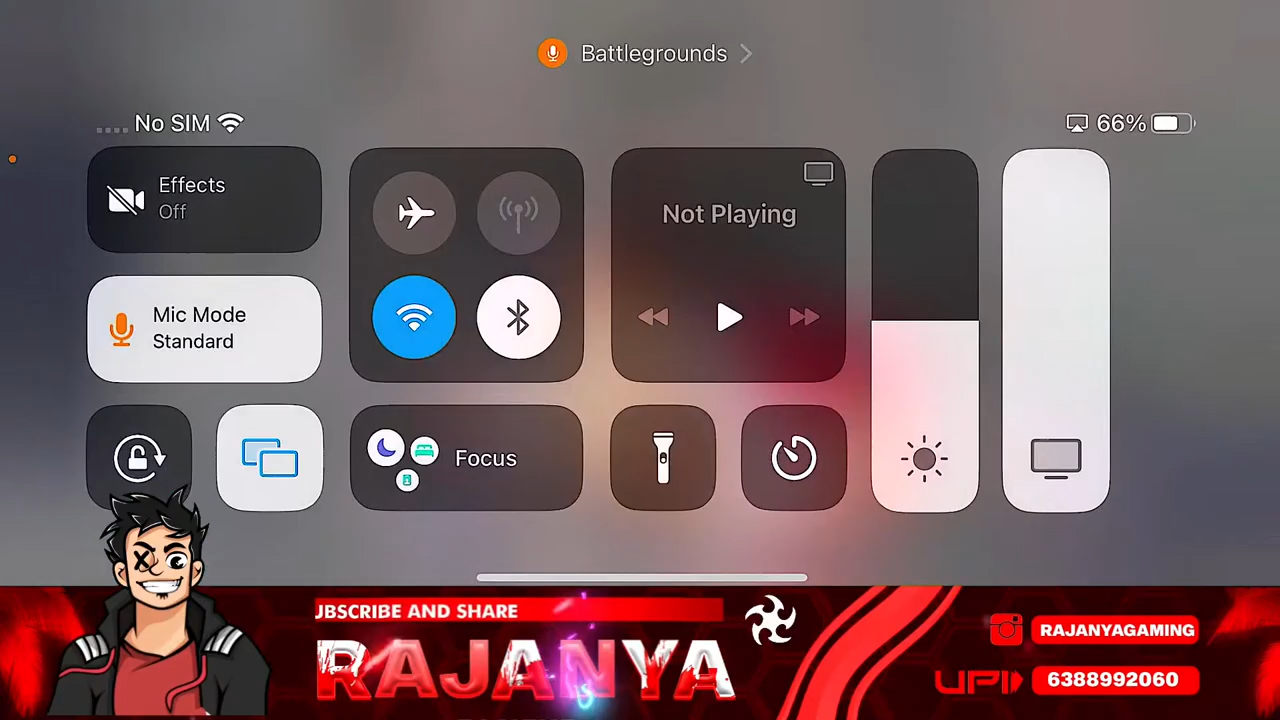 Battlegrounds
No SIM
66%
Effects
Off
Not Playing
Mic Mode
Standard
Focus
JBSCRIBE AND SHARE
RAJANYA
RAJANYAGAMING
UPI
6388992060